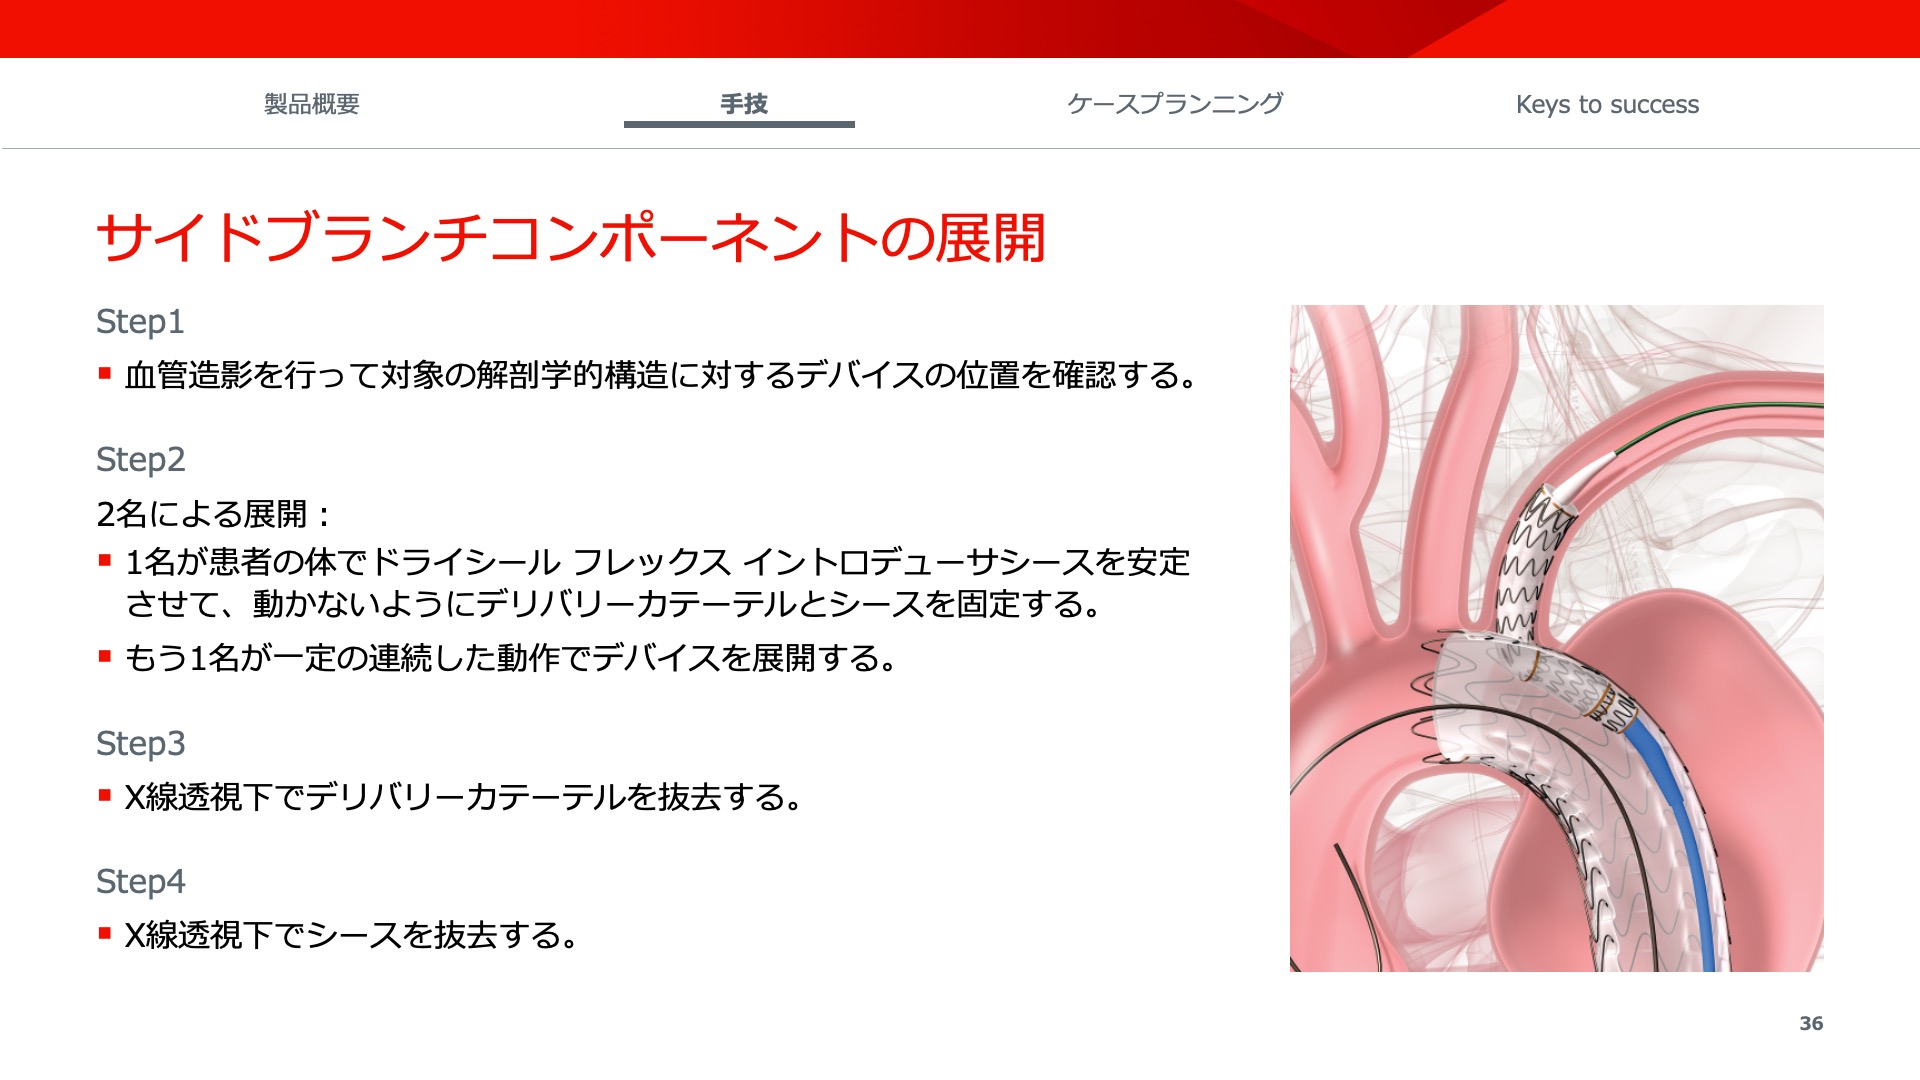 製品概要
手技
ケースプランニング
Keys to success
サイドブランチコンポーネントの展開
Step1
▪ 血管造影を行って対象の解剖学的構造に対するデバイスの位置を確認する。
Step2
2名による展開：
▪ 1名が患者の体でドライシール フレックス イントロデューサシースを安定
させて、動かないようにデリバリーカテーテルとシースを固定する。
▪ もう1名が一定の連続した動作でデバイスを展開する。
Step3
▪ X線透視下でデリバリーカテーテルを抜去する。
Step4
▪ X線透視下でシースを抜去する。
36